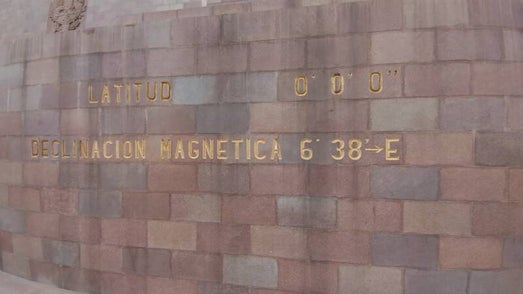 LATITUD 0° 0' 0"
DECLINACION MAGNETICA 6° 38'→E